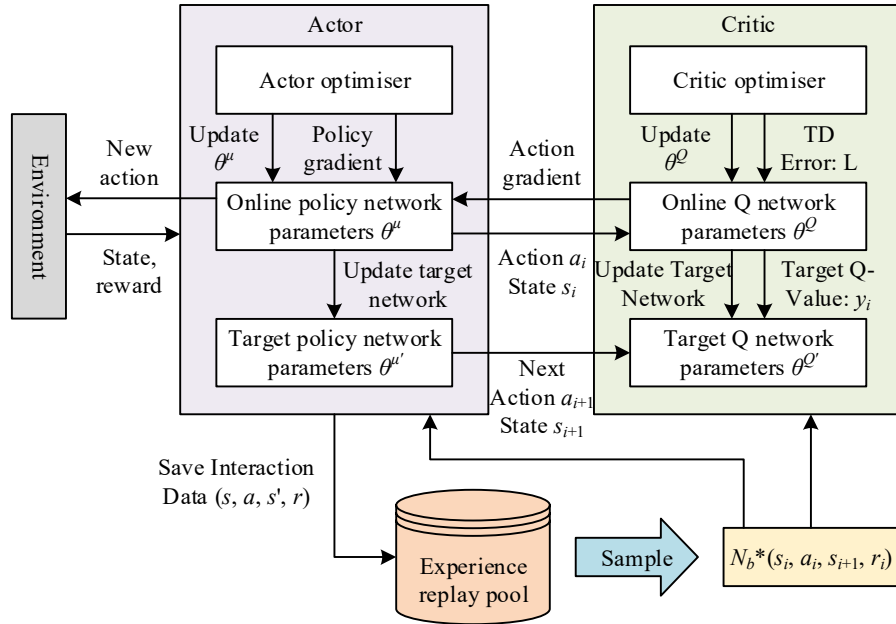 Actor
Critic
Actor optimiser
Critic optimiser
Update
θ^μ
Policy
gradient
Update
θ^Q
TD
Error: L
Environment
New
action
State,
reward
Online policy network
parameters θ^μ
Action
gradient
Action a_i
State s_i
Online Q network
parameters θ^Q
Update target
network
Update Target
Network
Target Q-
Value: y_i
Target policy network
parameters θ^μ'
Next
Action a_{i+1}
State s_{i+1}
Target Q network
parameters θ^Q'
Save Interaction
Data (s, a, s', r)
Experience
replay pool
Sample
N_b*(s_i, a_i, s_{i+1}, r_i)